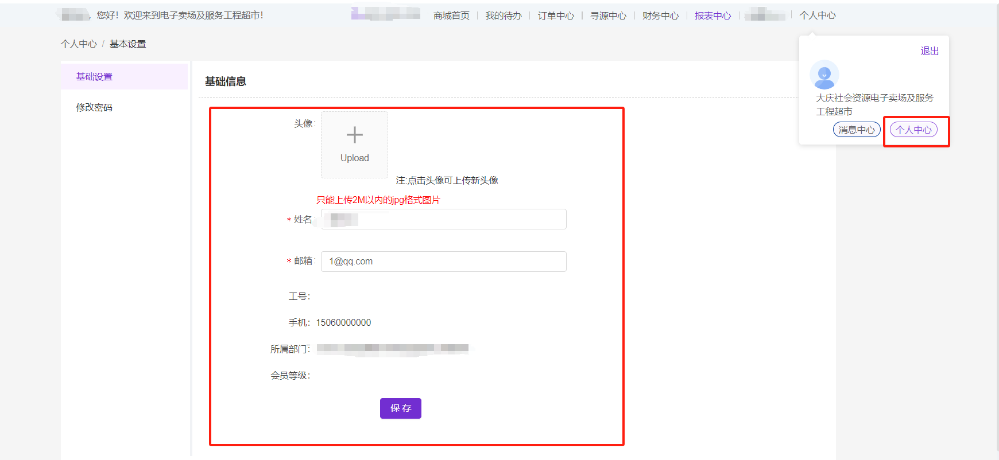 ，您好！欢迎来到电子卖场及服务工程超市！
商城首页 | 我的待办 | 订单中心 | 寻源中心 | 财务中心 | 报表中心 | | 个人中心
个人中心 / 基本设置
退出
大庆社会资源电子卖场及服务
工程超市
消息中心
个人中心
基础设置
修改密码
基础信息
头像：
Upload
注:点击头像可上传新头像
只能上传2M以内的jpg格式图片
* 姓名：
* 邮箱： 1@qq.com
工号：
手机：15060000000
所属部门：
会员等级：
保存